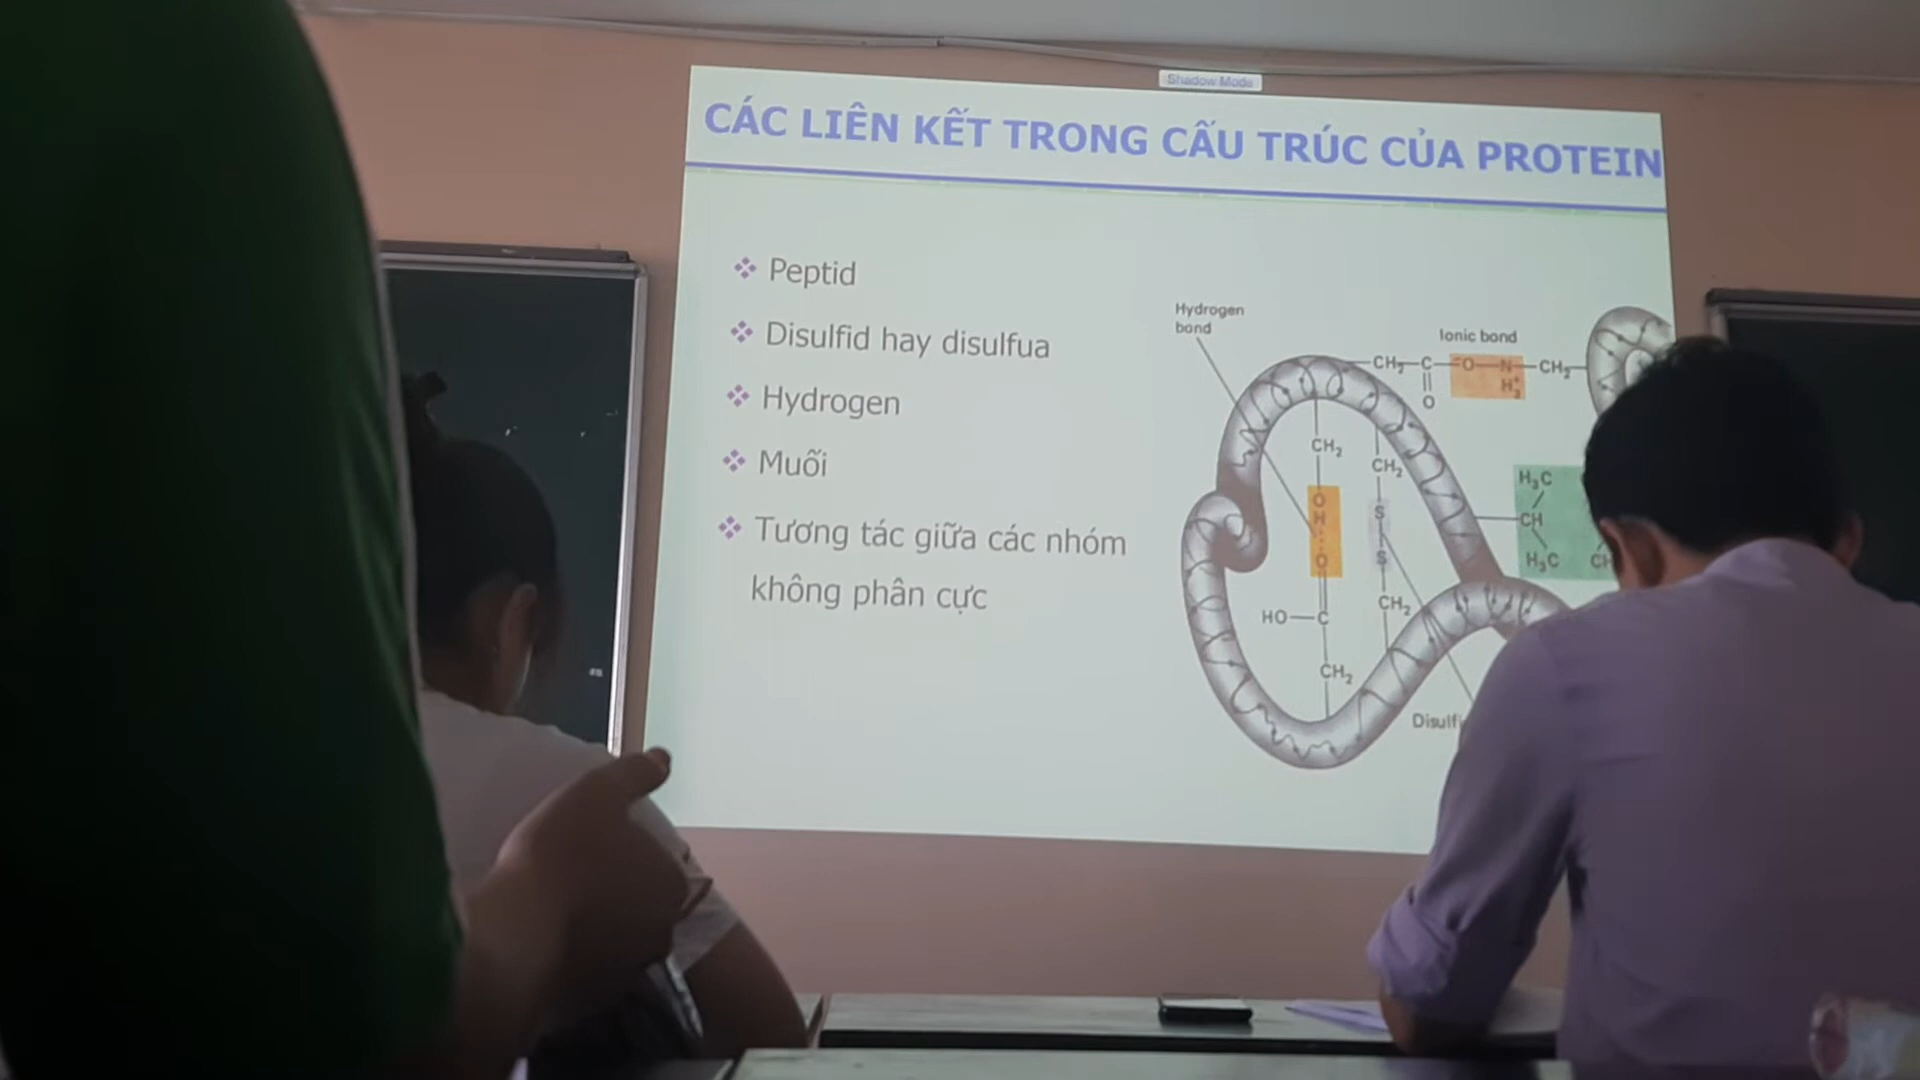 Shadow Mode
CÁC LIÊN KẾT TRONG CẤU TRÚC CỦA PROTEIN
Peptid
Disulfid hay disulfua
Hydrogen
Muối
Tương tác giữa các nhóm
không phân cực
Hydrogen
bond
Ionic bond
CH₂—C—O—N—CH₂
H₃⁺
O
CH₂
CH₂
H₃C
OH
S
CH
O
S
H₃C
HO—C
CH₂
CH₂